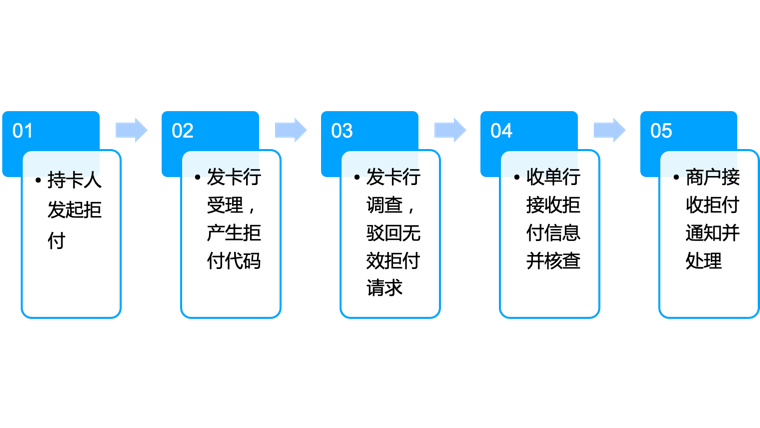 01
• 持卡人
发起拒
付
02
• 发卡行
受理，
产生拒
付代码
03
• 发卡行
调查，
驳回无
效拒付
请求
04
• 收单行
接收拒
付信息
并核查
05
• 商户接
收拒付
通知并
处理